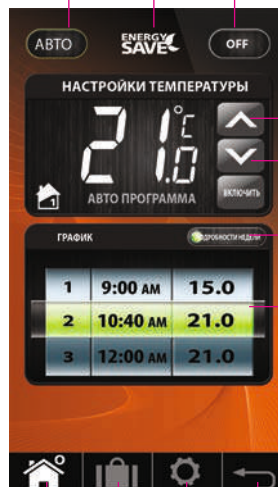 АВТО
ENERGY
SAVE
OFF
НАСТРОЙКИ ТЕМПЕРАТУРЫ
21.0 °C
ВКЛЮЧИТЬ
1
АВТО ПРОГРАММА
ГРАФИК
ПОДРОБНОСТИ НЕДЕЛИ
1 9:00 AM 15.0
2 10:40 AM 21.0
3 12:00 AM 21.0